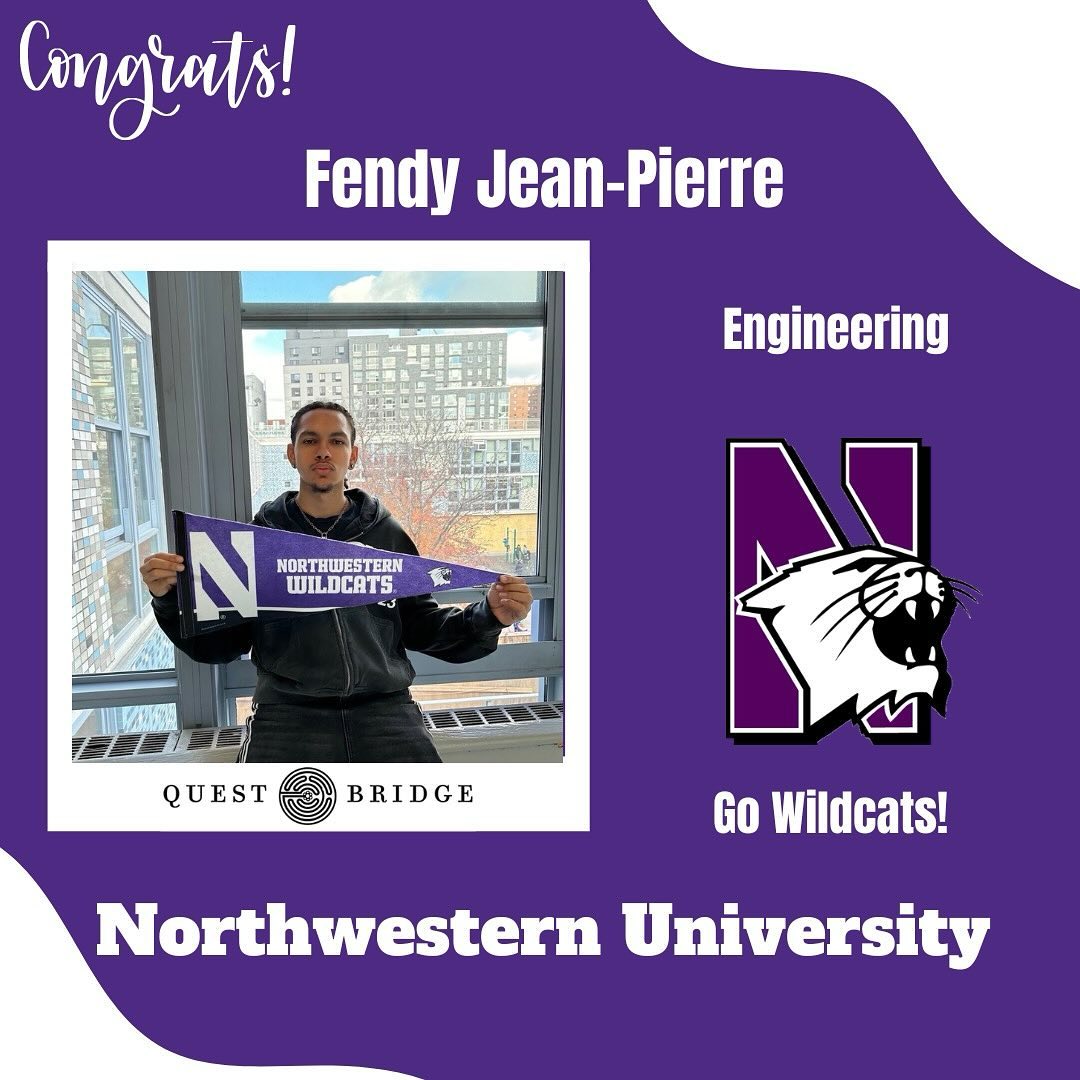 Congrats!
Fendy Jean-Pierre
Engineering
N
NORTHWESTERN
WILDCATS
QUEST BRIDGE
N
Go Wildcats!
Northwestern University